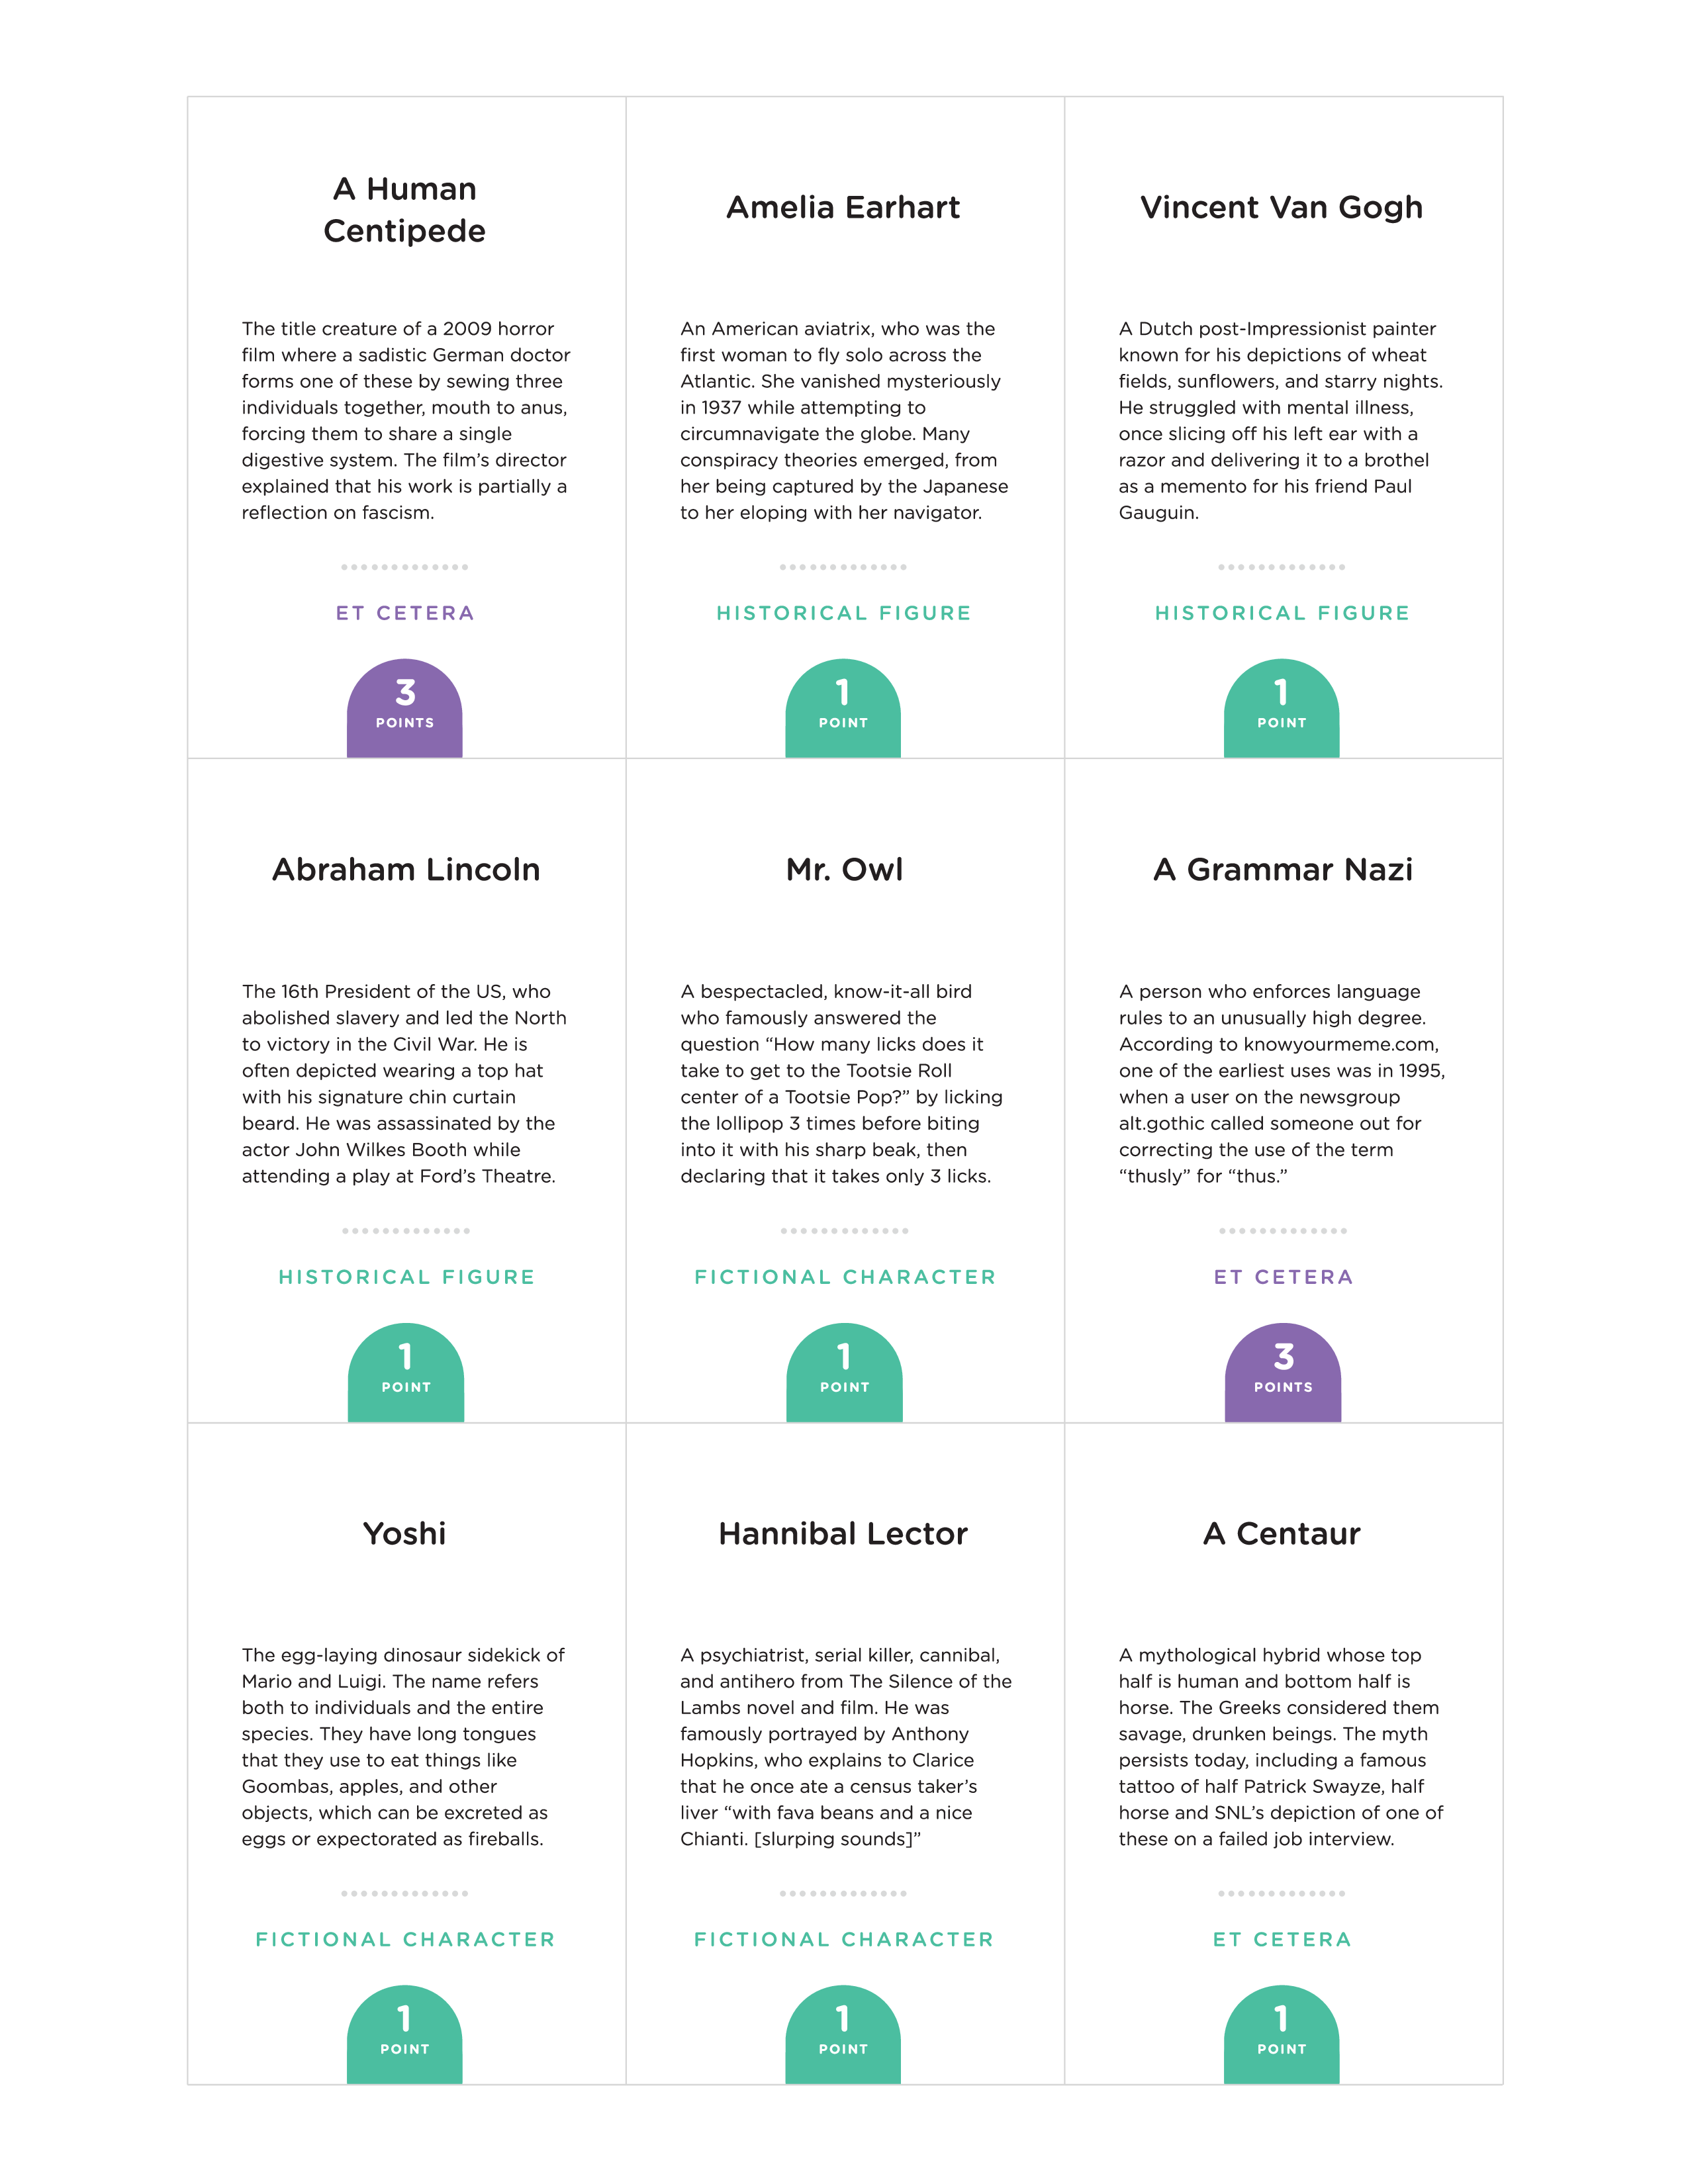 A Human
Centipede
The title creature of a 2009 horror
film where a sadistic German doctor
forms one of these by sewing three
individuals together, mouth to anus,
forcing them to share a single
digestive system. The film's director
explained that his work is partially a
reflection on fascism.
ET CETERA
3
POINTS
Amelia Earhart
An American aviatrix, who was the
first woman to fly solo across the
Atlantic. She vanished mysteriously
in 1937 while attempting to
circumnavigate the globe. Many
conspiracy theories emerged, from
her being captured by the Japanese
to her eloping with her navigator.
HISTORICAL FIGURE
1
POINT
Vincent Van Gogh
A Dutch post-Impressionist painter
known for his depictions of wheat
fields, sunflowers, and starry nights.
He struggled with mental illness,
once slicing off his left ear with a
razor and delivering it to a brothel
as a memento for his friend Paul
Gauguin.
HISTORICAL FIGURE
1
POINT
Abraham Lincoln
The 16th President of the US, who
abolished slavery and led the North
to victory in the Civil War. He is
often depicted wearing a top hat
with his signature chin curtain
beard. He was assassinated by the
actor John Wilkes Booth while
attending a play at Ford's Theatre.
HISTORICAL FIGURE
1
POINT
Mr. Owl
A bespectacled, know-it-all bird
who famously answered the
question “How many licks does it
take to get to the Tootsie Roll
center of a Tootsie Pop?” by licking
the lollipop 3 times before biting
into it with his sharp beak, then
declaring that it takes only 3 licks.
FICTIONAL CHARACTER
1
POINT
A Grammar Nazi
A person who enforces language
rules to an unusually high degree.
According to knowyourmeme.com,
one of the earliest uses was in 1995,
when a user on the newsgroup
alt.gothic called someone out for
correcting the use of the term
“thusly” for “thus.”
ET CETERA
3
POINTS
Yoshi
The egg-laying dinosaur sidekick of
Mario and Luigi. The name refers
both to individuals and the entire
species. They have long tongues
that they use to eat things like
Goombas, apples, and other
objects, which can be excreted as
eggs or expectorated as fireballs.
FICTIONAL CHARACTER
1
POINT
Hannibal Lector
A psychiatrist, serial killer, cannibal,
and antihero from The Silence of the
Lambs novel and film. He was
famously portrayed by Anthony
Hopkins, who explains to Clarice
that he once ate a census taker's
liver “with fava beans and a nice
Chianti. [slurping sounds]”
FICTIONAL CHARACTER
1
POINT
A Centaur
A mythological hybrid whose top
half is human and bottom half is
horse. The Greeks considered them
savage, drunken beings. The myth
persists today, including a famous
tattoo of half Patrick Swayze, half
horse and SNL's depiction of one of
these on a failed job interview.
ET CETERA
1
POINT